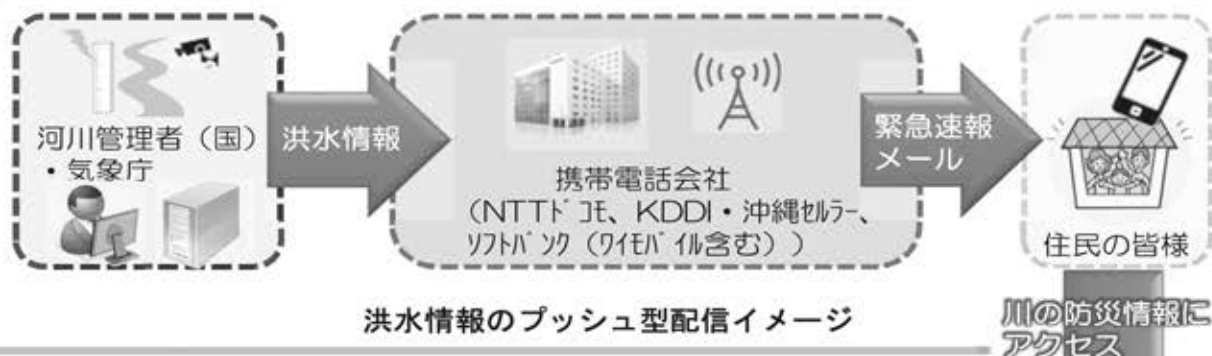 河川管理者（国）
・気象庁
洪水情報
携帯電話会社
（NTTﾄﾞｺﾓ、KDDI・沖縄ｾﾙﾗｰ、
ｿﾌﾄﾊﾞﾝｸ（ﾜｲﾓﾊﾞｲﾙ含む））
緊急速報
メール
住民の皆様
洪水情報のプッシュ型配信イメージ
川の防災情報に
アクセス